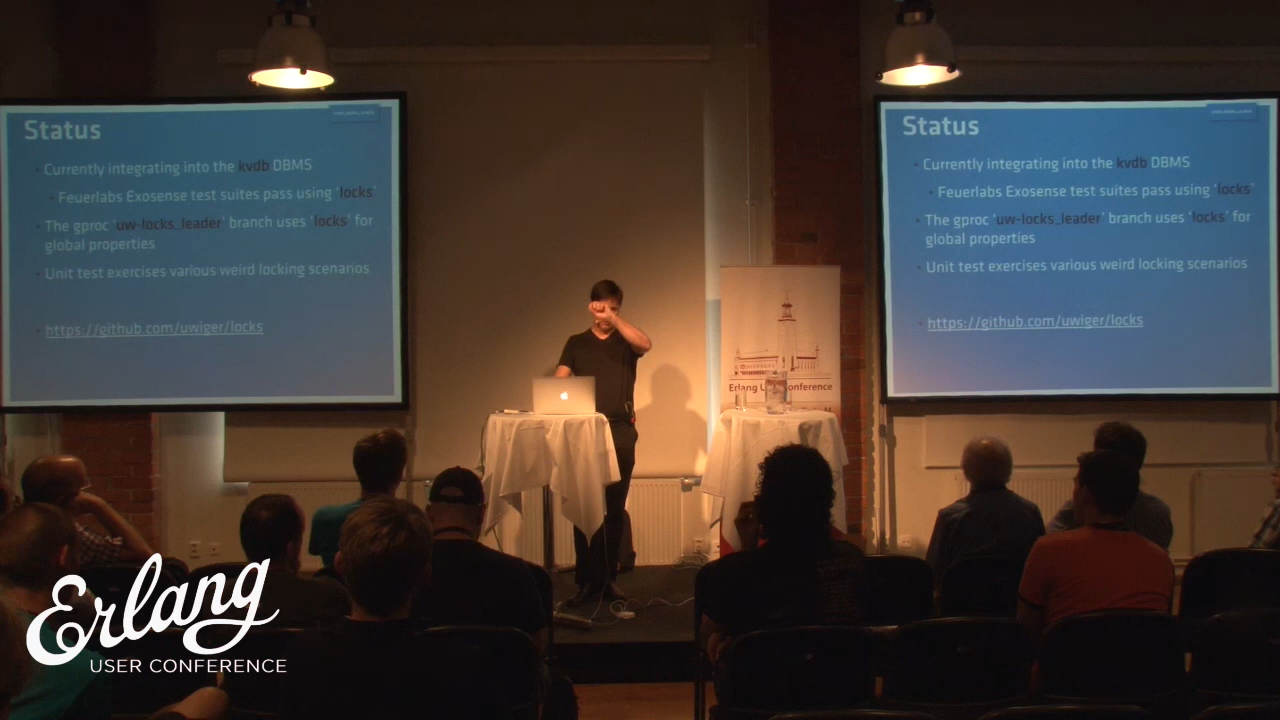 Status
• Currently integrating into the kvdb DBMS
• Feuerlabs Exosense test suites pass using 'locks'
• The gproc 'uw-locks_leader' branch uses 'locks' for
global properties
• Unit test exercises various weird locking scenarios
• https://github.com/uwiger/locks
Status
• Currently integrating into the kvdb DBMS
• Feuerlabs Exosense test suites pass using 'locks'
• The gproc 'uw-locks_leader' branch uses 'locks' for
global properties
• Unit test exercises various weird locking scenarios
• https://github.com/uwiger/locks
Erlang Conference
Erlang
USER CONFERENCE